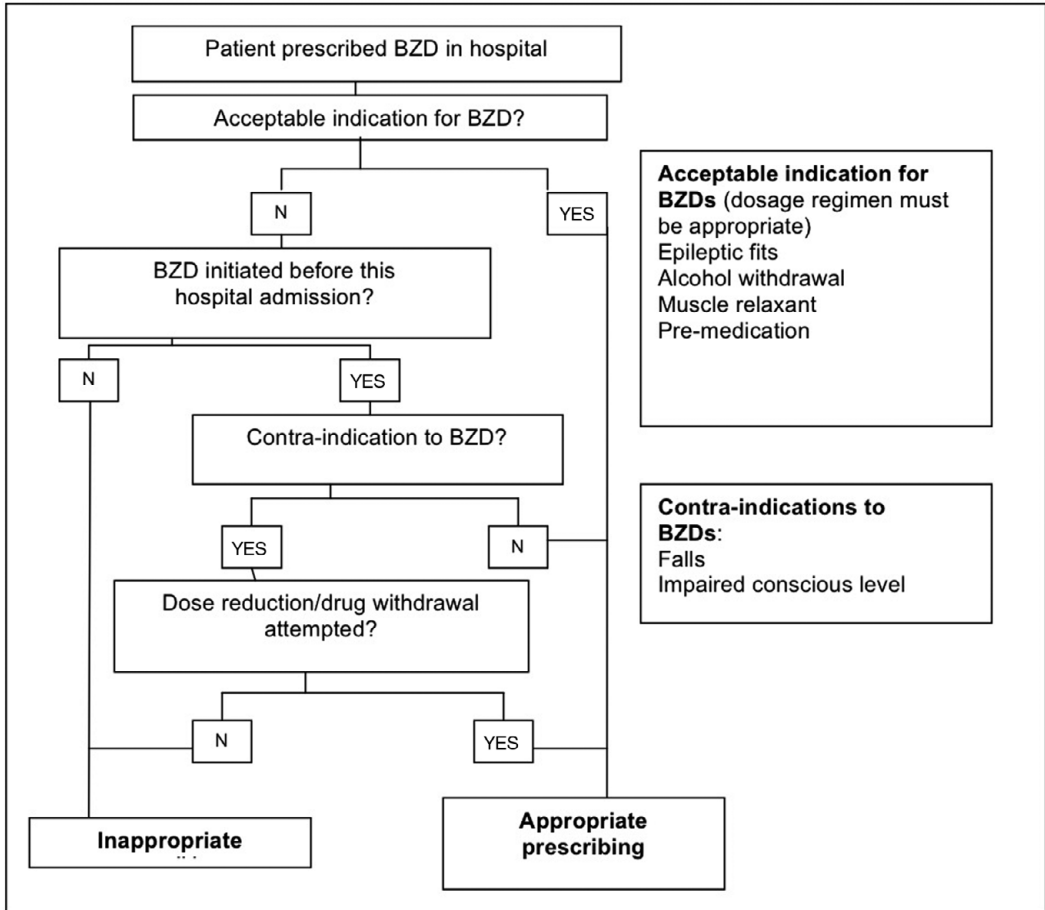 Patient prescribed BZD in hospital
Acceptable indication for BZD?
N
YES
Acceptable indication for
BZDs (dosage regimen must
be appropriate)
Epileptic fits
Alcohol withdrawal
Muscle relaxant
Pre-medication
BZD initiated before this
hospital admission?
N
YES
Contra-indication to BZD?
YES
N
Contra-indications to
BZDs:
Falls
Impaired conscious level
Dose reduction/drug withdrawal
attempted?
N
YES
Inappropriate
Appropriate
prescribing